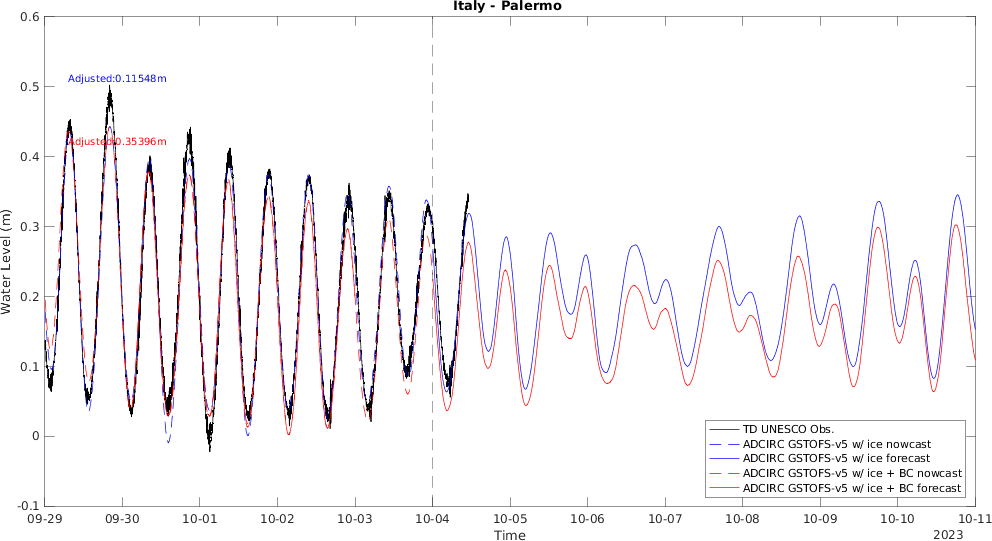 Italy - Palermo
0.6
0.5
0.4
0.3
0.2
0.1
0
-0.1
Water Level (m)
Adjusted:0.11548m
Adjusted:0.35396m
TD UNESCO Obs.
ADCIRC GSTOFS-v5 w/ ice nowcast
ADCIRC GSTOFS-v5 w/ ice forecast
ADCIRC GSTOFS-v5 w/ ice + BC nowcast
ADCIRC GSTOFS-v5 w/ ice + BC forecast
09-29 09-30 10-01 10-02 10-03 10-04 10-05 10-06 10-07 10-08 10-09 10-10 10-11
Time
2023